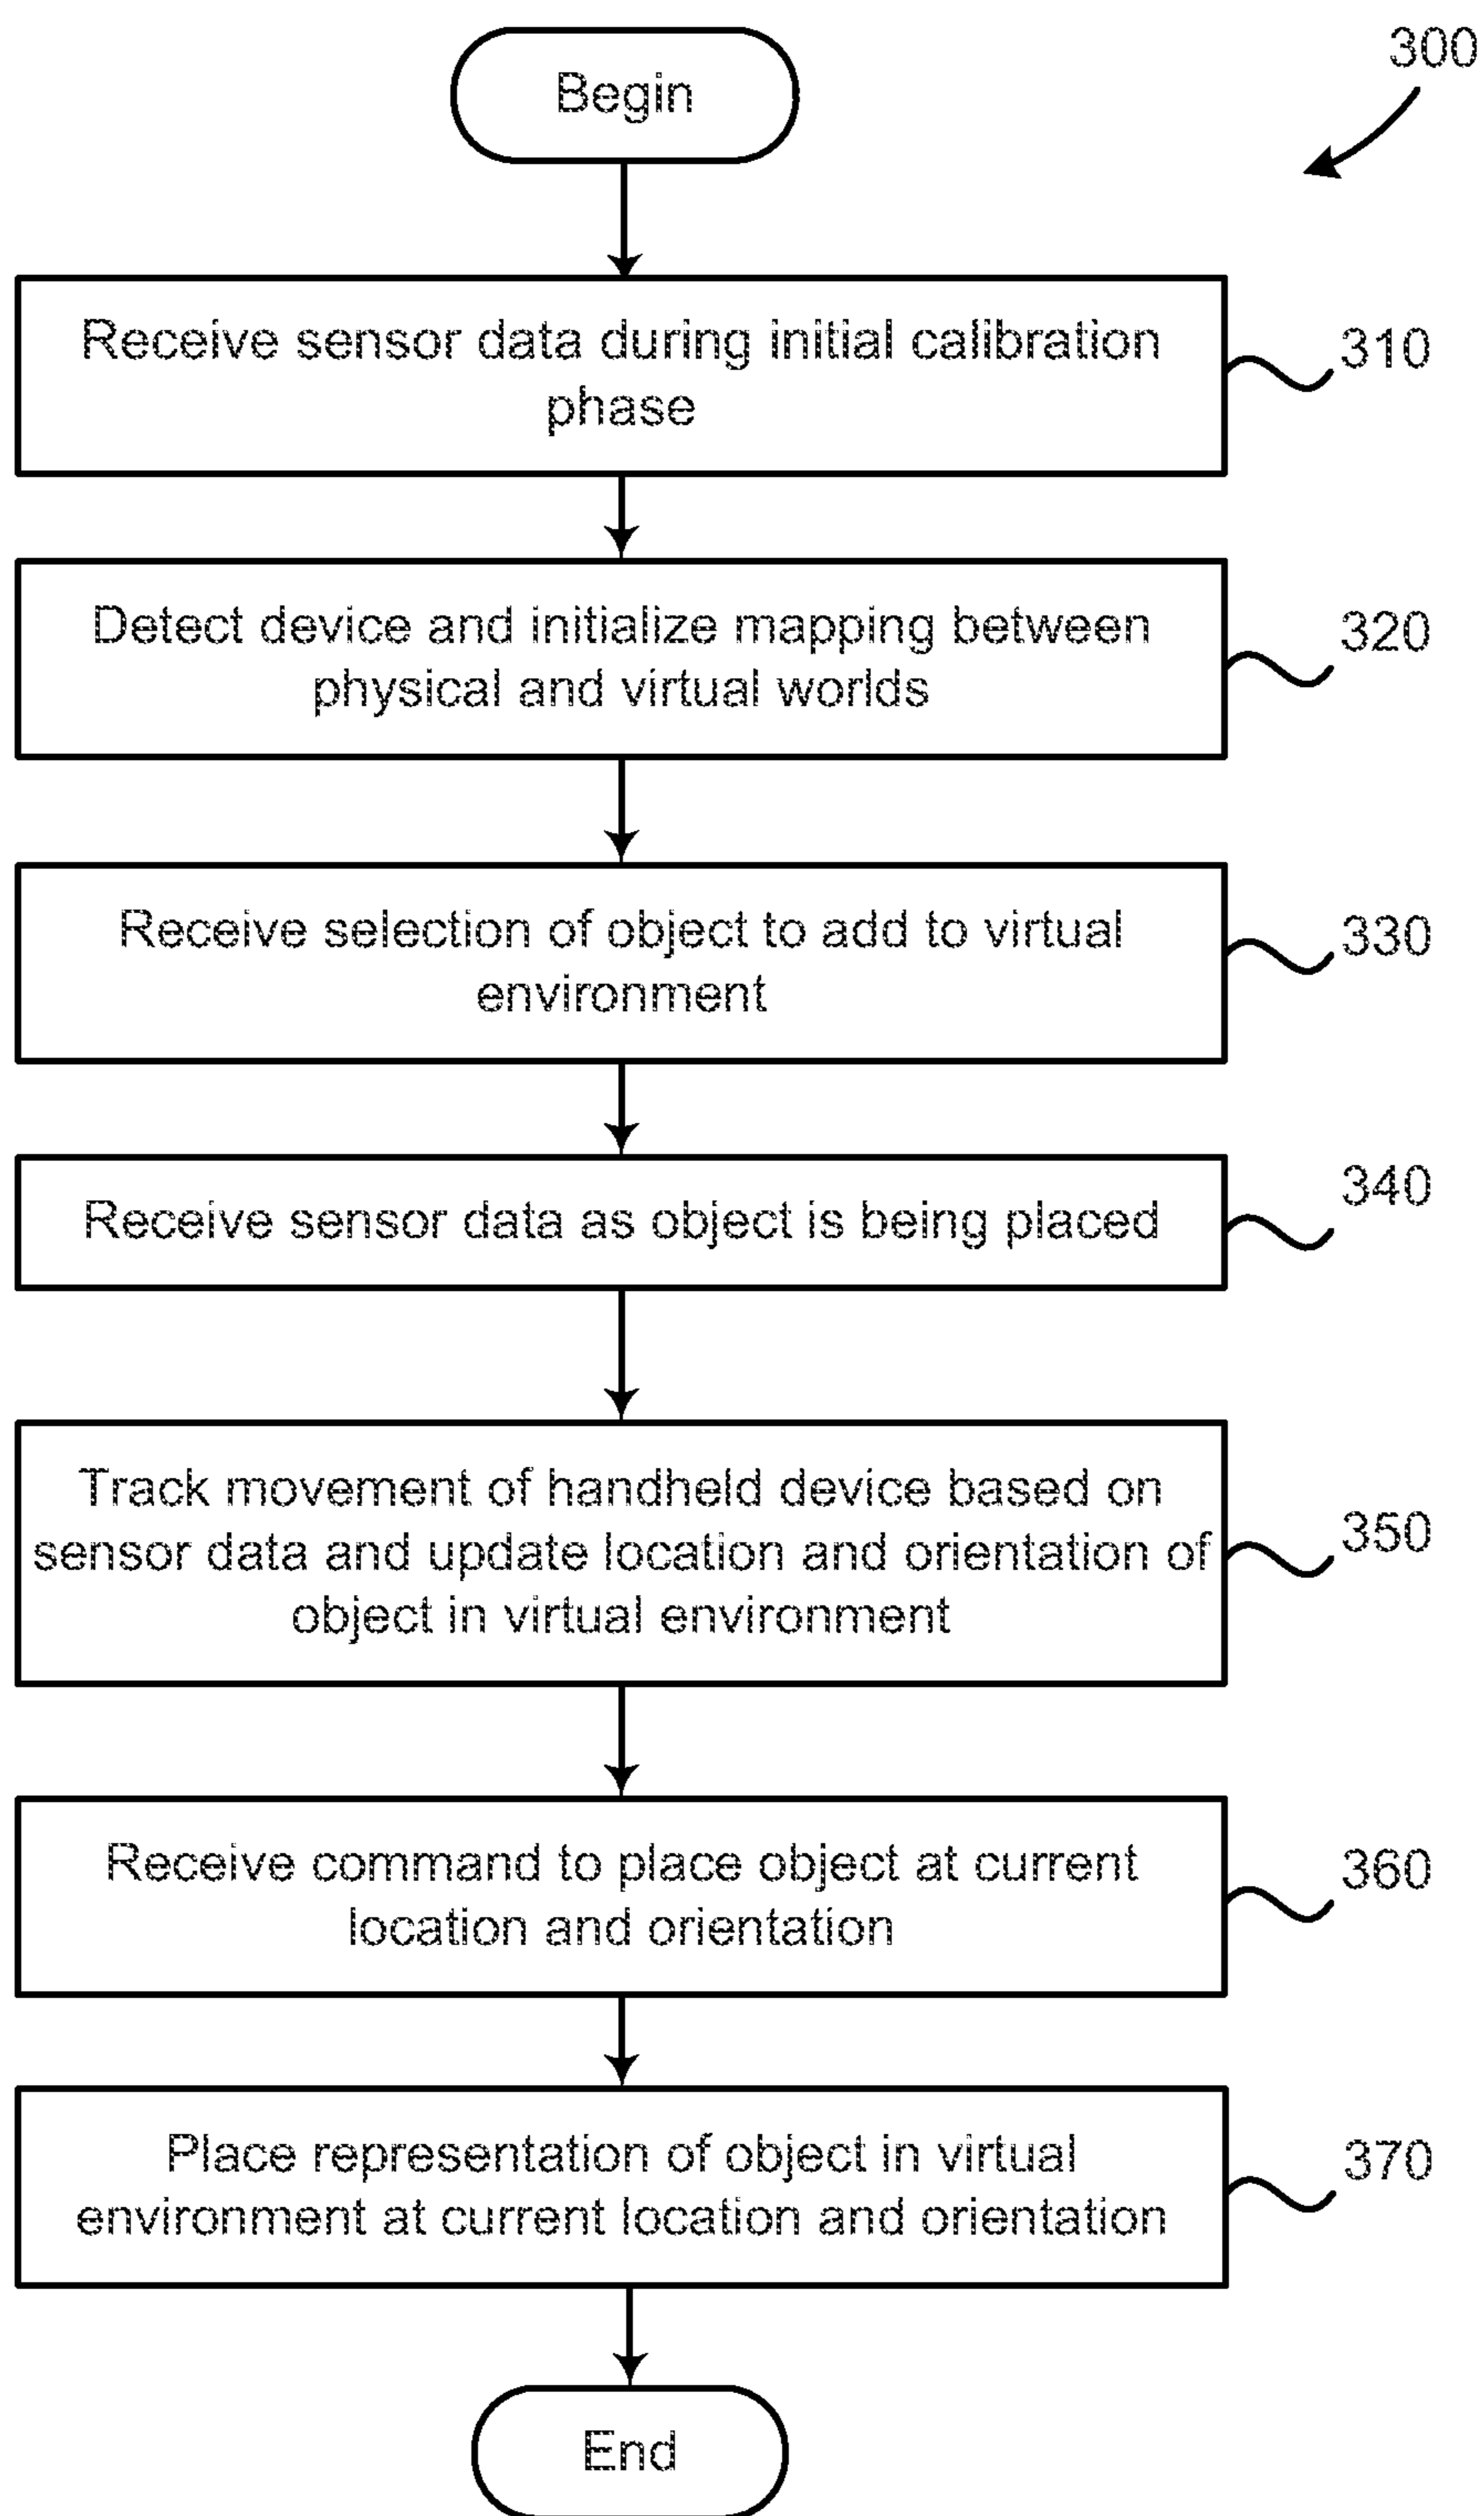 300
Begin
Receive sensor data during initial calibration
phase
310
Detect device and initialize mapping between
physical and virtual worlds
320
Receive selection of object to add to virtual
environment
330
Receive sensor data as object is being placed
340
Track movement of handheld device based on
sensor data and update location and orientation of
object in virtual environment
350
Receive command to place object at current
location and orientation
360
Place representation of object in virtual
environment at current location and orientation
370
End